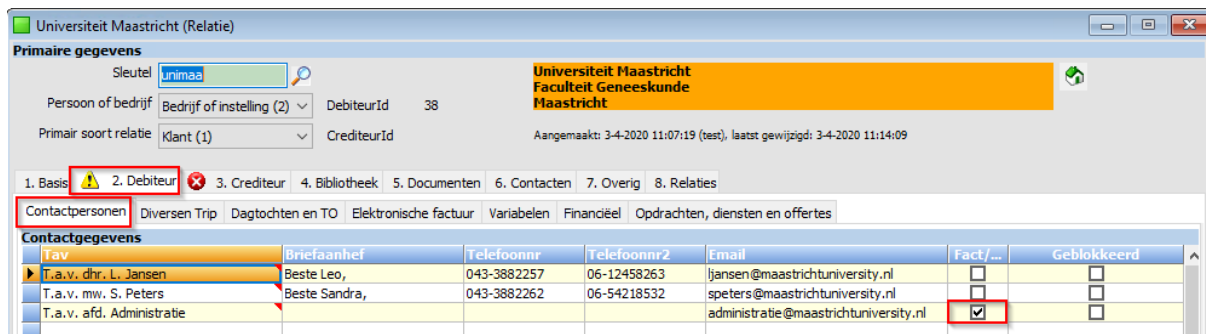 Universiteit Maastricht (Relatie)
Primaire gegevens
Sleutel unimaa
Universiteit Maastricht
Faculteit Geneeskunde
Maastricht
Persoon of bedrijf Bedrijf of instelling (2) DebiteurId 38
Primair soort relatie Klant (1) CrediteurId Aangemaakt: 3-4-2020 11:07:19 (test), laatst gewijzigd: 3-4-2020 11:14:09
1. Basis 2. Debiteur 3. Crediteur 4. Bibliotheek 5. Documenten 6. Contacten 7. Overig 8. Relaties
Contactpersonen Diversen Trip Dagtochten en TO Elektronische factuur Variabelen Financiëel Opdrachten, diensten en offertes
Contactgegevens
Tav Briefaanhef Telefoonnr Telefoonnr2 Email Fact/... Geblokkeerd
T.a.v. dhr. L. Jansen Beste Leo, 043-3882257 06-12458263 ljansen@maastrichtuniversity.nl
T.a.v. mw. S. Peters Beste Sandra, 043-3882262 06-54218532 speters@maastrichtuniversity.nl
T.a.v. afd. Administratie administratie@maastrichtuniversity.nl